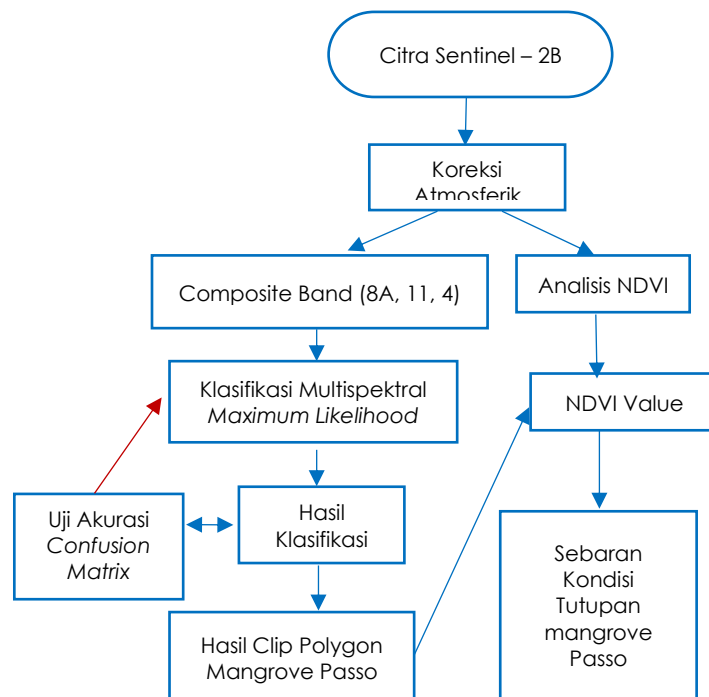 Citra Sentinel – 2B
Koreksi
Atmosferik
Composite Band (8A, 11, 4)
Analisis NDVI
Klasifikasi Multispektral
Maximum Likelihood
NDVI Value
Uji Akurasi
Confusion
Matrix
Hasil
Klasifikasi
Sebaran
Kondisi
Tutupan
mangrove
Passo
Hasil Clip Polygon
Mangrove Passo